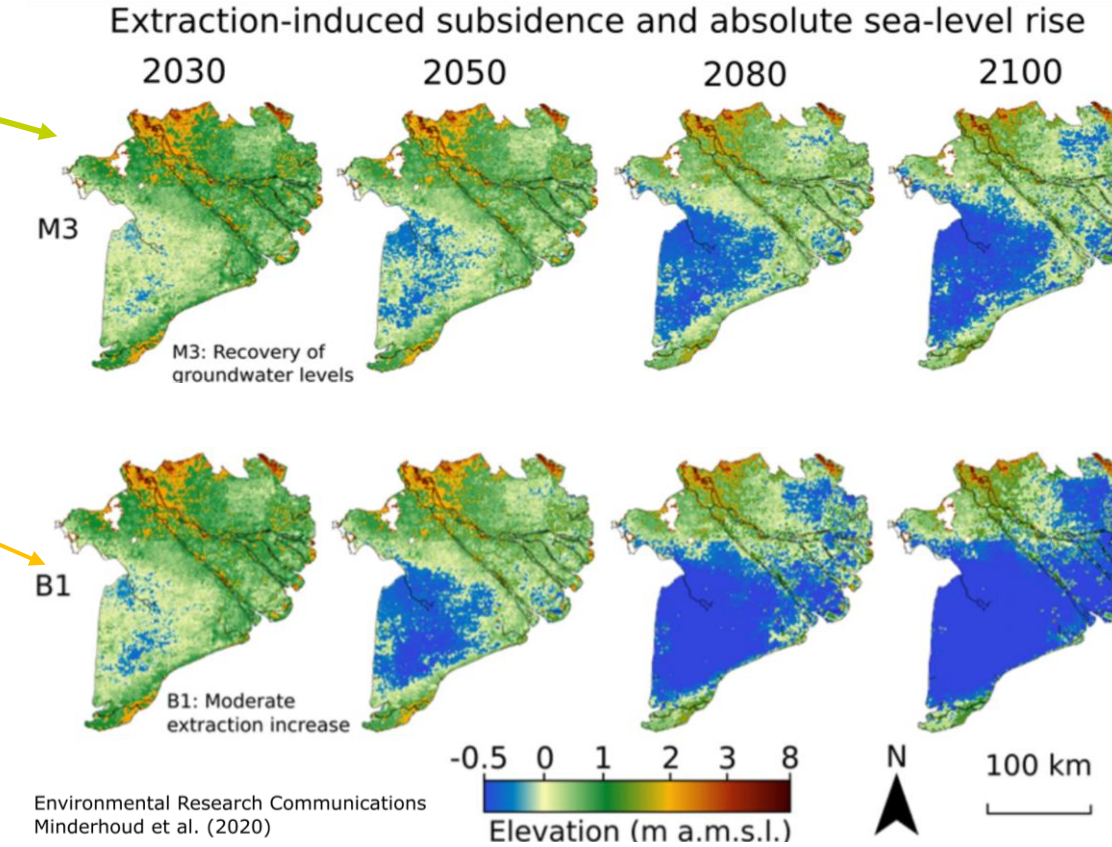 Extraction-induced subsidence and absolute sea-level rise
2030 2050 2080 2100
M3
M3: Recovery of
groundwater levels
B1
B1: Moderate
extraction increase
-0.5 0 1 2 3 8
Elevation (m a.m.s.l.)
N
100 km
Environmental Research Communications
Minderhoud et al. (2020)